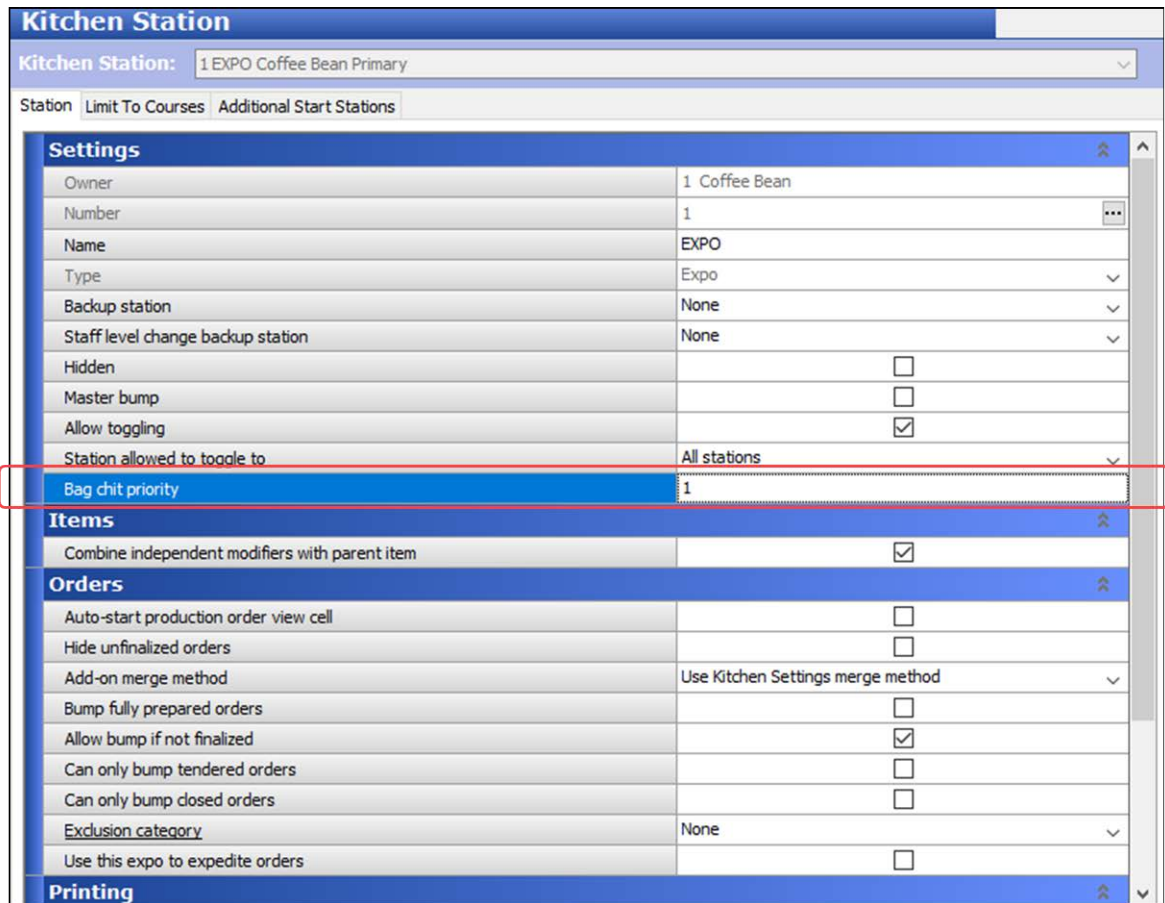 Kitchen Station
Kitchen Station: 1 EXPO Coffee Bean Primary
Station Limit To Courses Additional Start Stations
Settings
Owner 1 Coffee Bean
Number 1 ...
Name EXPO
Type Expo
Backup station None
Staff level change backup station None
Hidden
Master bump
Allow toggling
Station allowed to toggle to All stations
Bag chit priority 1
Items
Combine independent modifiers with parent item
Orders
Auto-start production order view cell
Hide unfinalized orders
Add-on merge method Use Kitchen Settings merge method
Bump fully prepared orders
Allow bump if not finalized
Can only bump tendered orders
Can only bump closed orders
Exclusion category None
Use this expo to expedite orders
Printing